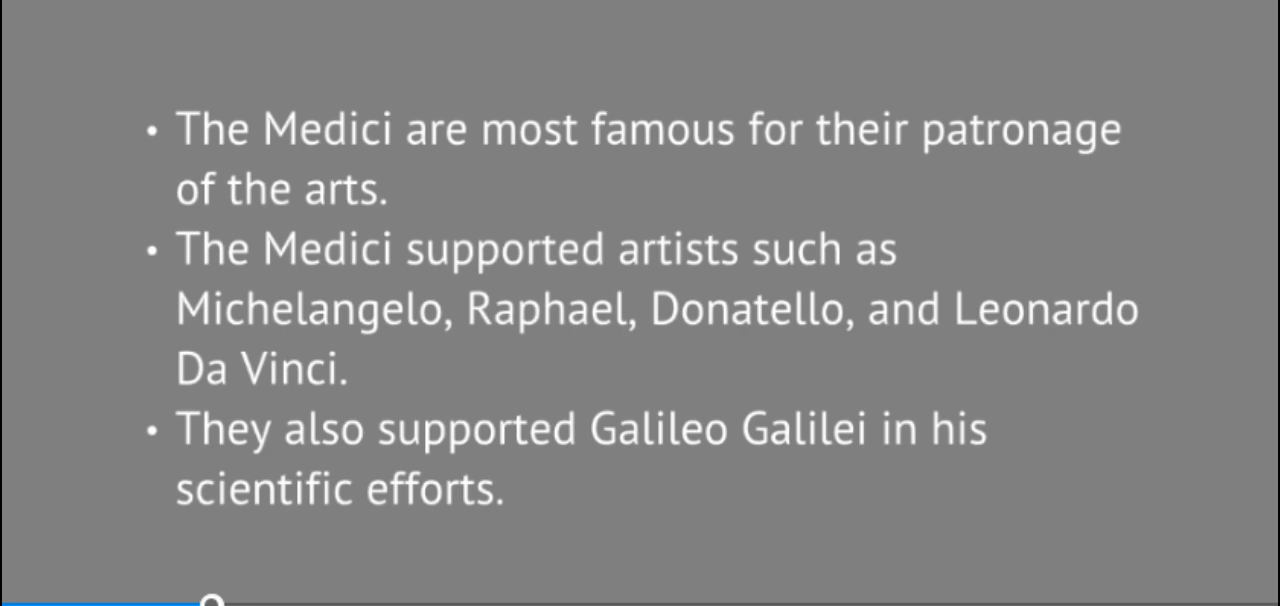 • The Medici are most famous for their patronage
of the arts.
• The Medici supported artists such as
Michelangelo, Raphael, Donatello, and Leonardo
Da Vinci.
• They also supported Galileo Galilei in his
scientific efforts.